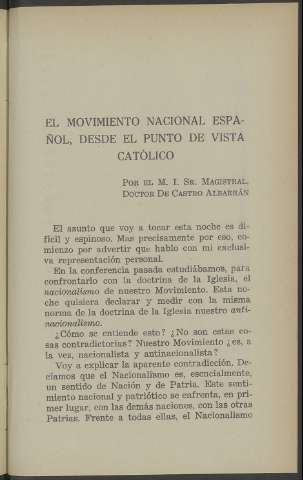 EL MOVIMIENTO NACIONAL ESPA-
ÑOL, DESDE EL PUNTO DE VISTA
CATÓLICO
POR EL M. I. SR. MAGISTRAL,
DOCTOR DE CASTRO ALBARRÁN
El asunto que voy a tocar esta noche es di-
fícil y espinoso. Mas precisamente por eso, co-
mienzo por advertir que hablo con mi exclusi-
va representación personal.
En la conferencia pasada estudiábamos, para
confrontarlo con la doctrina de la Iglesia, el
nacionalismo de nuestro Movimiento. Esta no-
che quisiera declarar y medir con la misma
norma de la doctrina de la Iglesia nuestro anti-
nacionalismo.
¿Cómo se entiende esto? ¿No son estas co-
sas contradictorias? Nuestro Movimiento ¿es, a
la vez, nacionalista y antinacionalista?
Voy a explicar la aparente contradicción. De-
cíamos que el Nacionalismo es, esencialmente,
un sentido de Nación y de Patria. Este senti-
miento nacional y patriótico se enfrenta, en pri-
mer lugar, con las demás naciones, con las otras
Patrias. Frente a todas ellas, el Nacionalismo